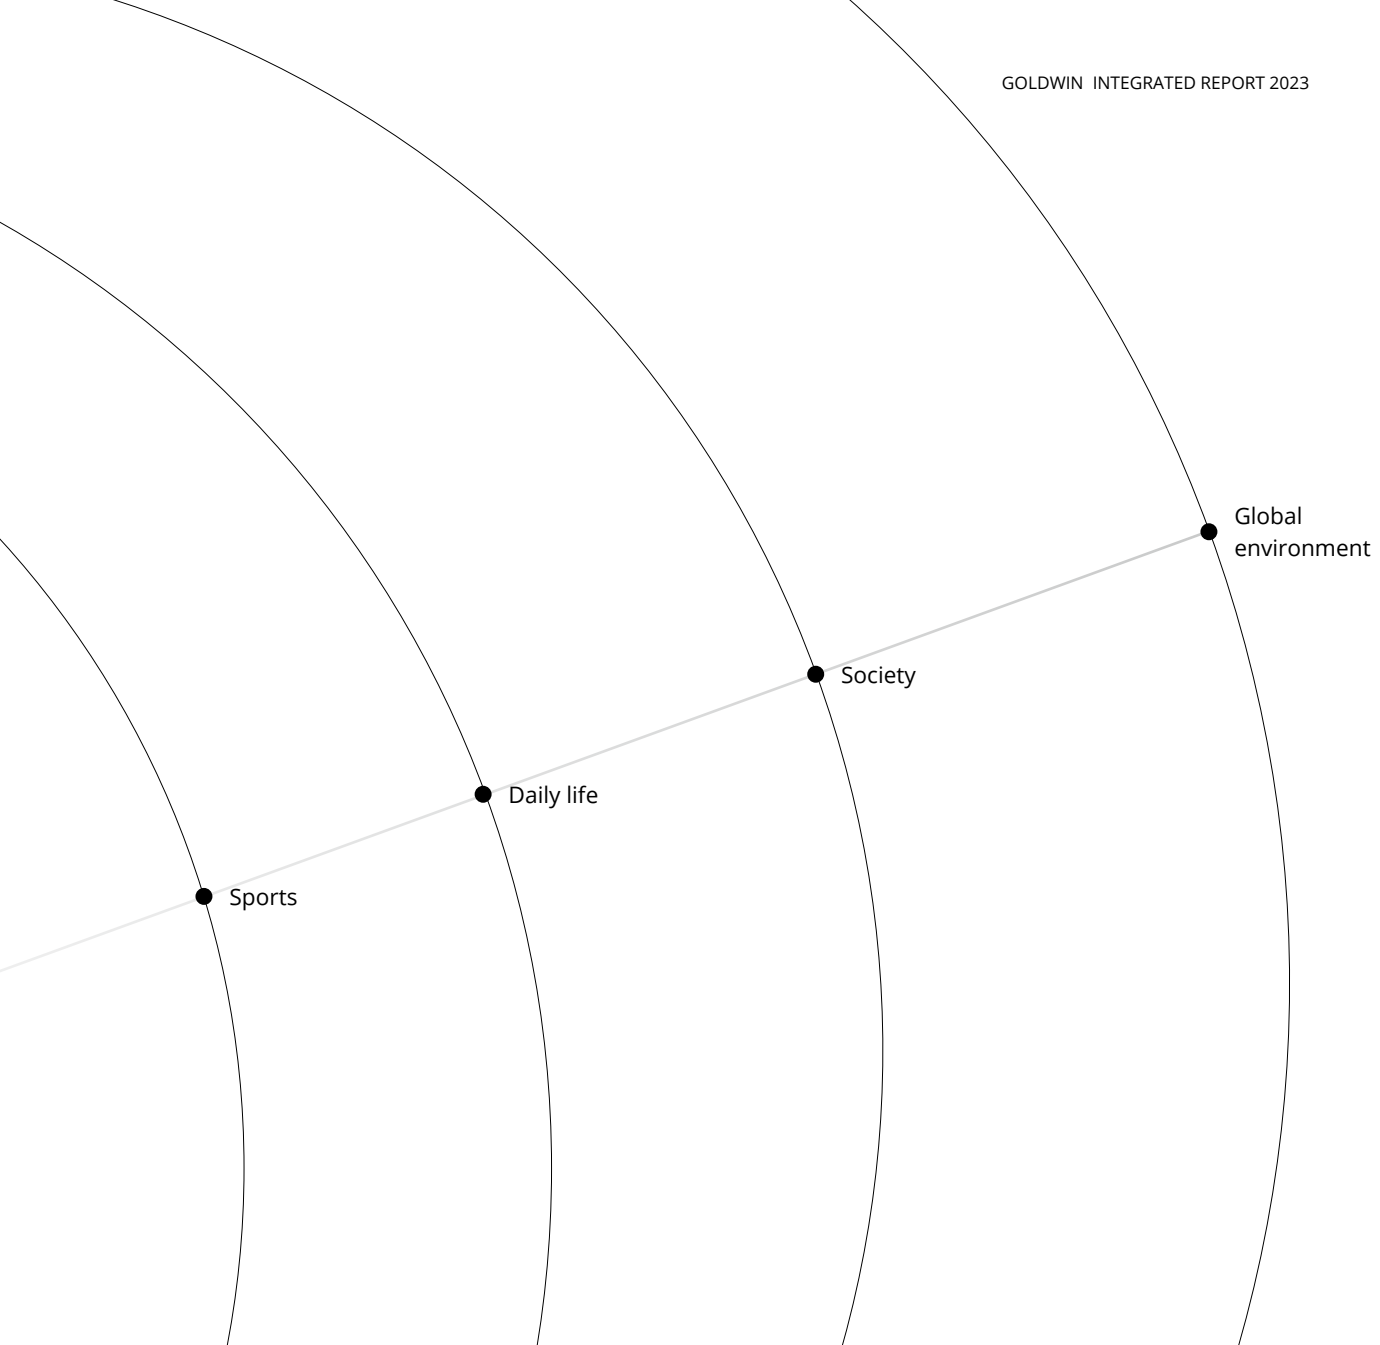 GOLDWIN  INTEGRATED REPORT 2023
Global
environment
Society
Daily life
Sports